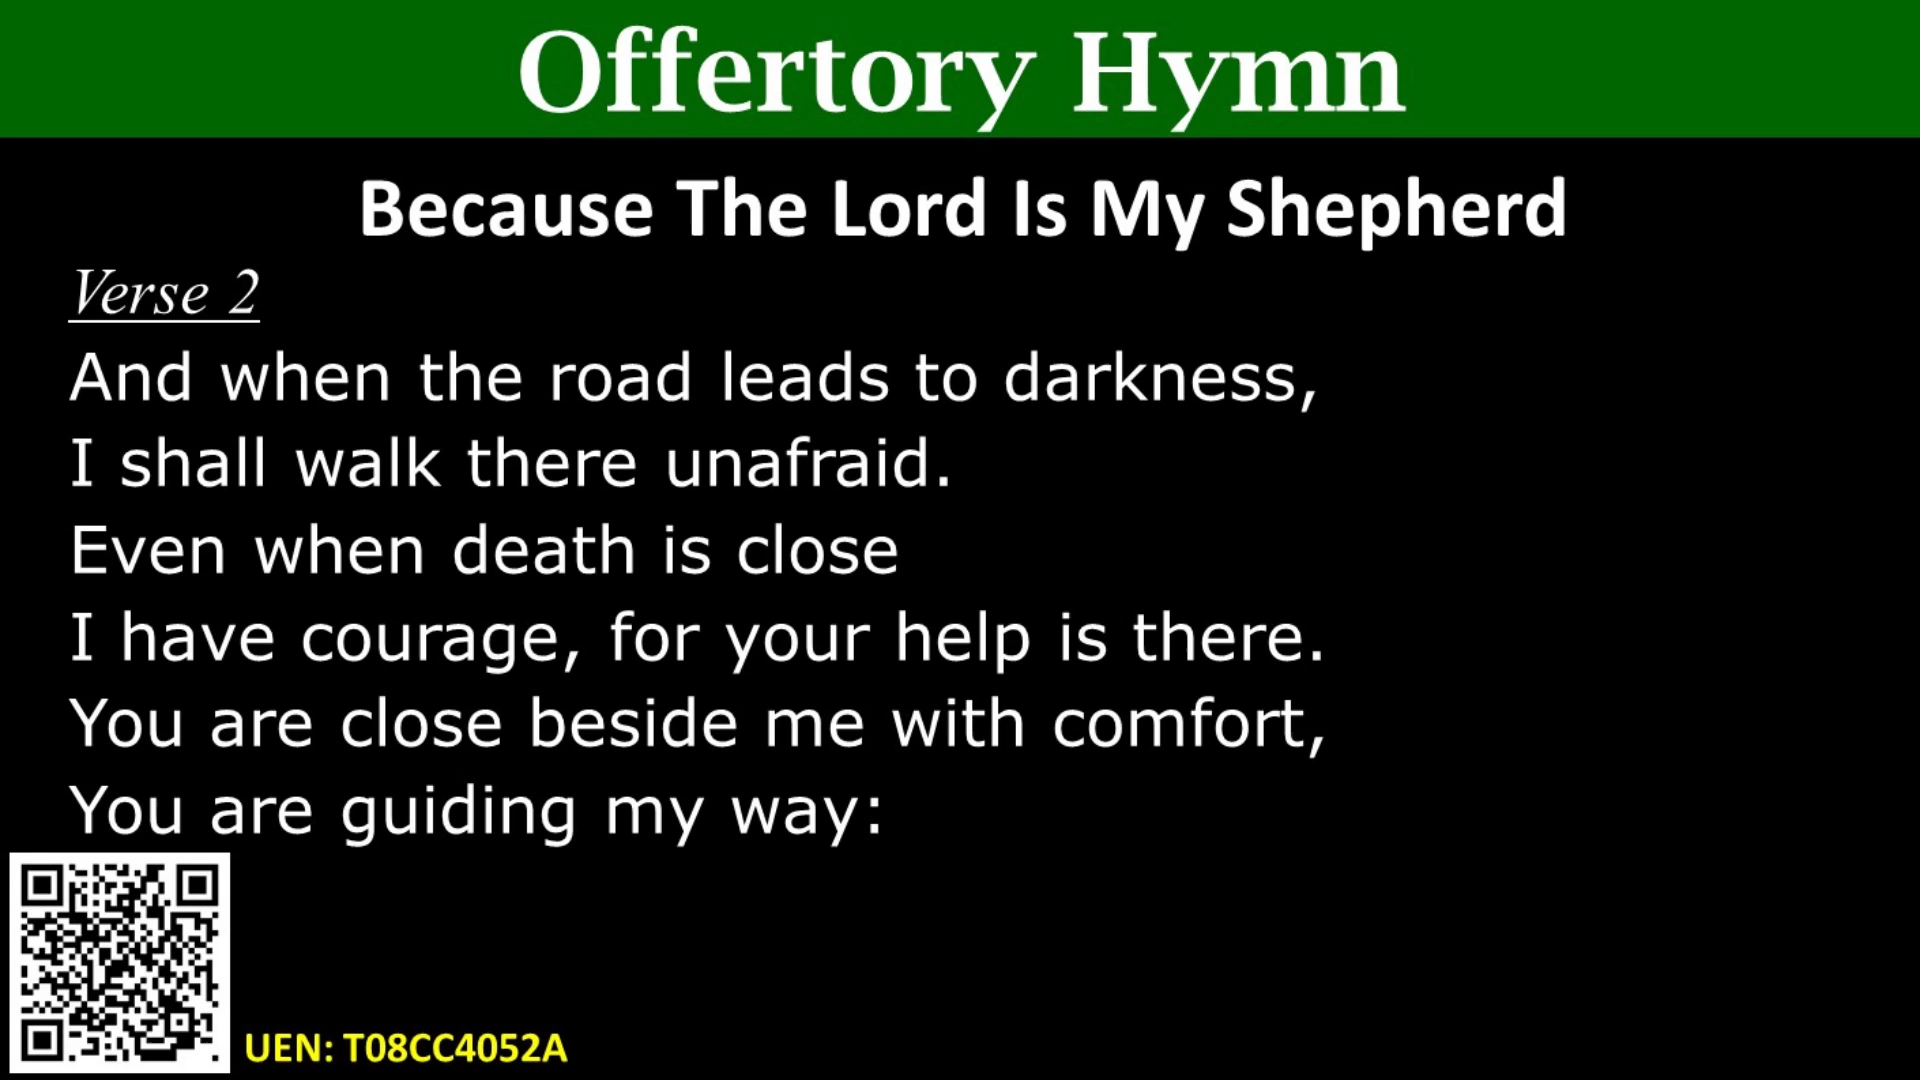 Offertory Hymn
Because The Lord Is My Shepherd
Verse 2
And when the road leads to darkness,
I shall walk there unafraid.
Even when death is close
I have courage, for your help is there.
You are close beside me with comfort,
You are guiding my way:
UEN: T08CC4052A